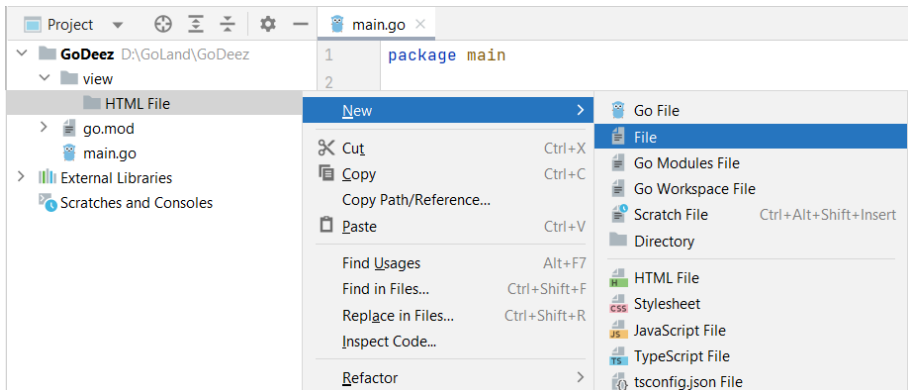 Project
main.go
GoDeez D:\GoLand\GoDeez
view
HTML File
go.mod
main.go
External Libraries
Scratches and Consoles
1 package main
2
New
Cut Ctrl+X
Copy Ctrl+C
Copy Path/Reference...
Paste Ctrl+V
Find Usages Alt+F7
Find in Files... Ctrl+Shift+F
Replace in Files... Ctrl+Shift+R
Inspect Code...
Refactor
Go File
File
Go Modules File
Go Workspace File
Scratch File Ctrl+Alt+Shift+Insert
Directory
H HTML File
CSS Stylesheet
JS JavaScript File
TS TypeScript File
{} tsconfig.json File